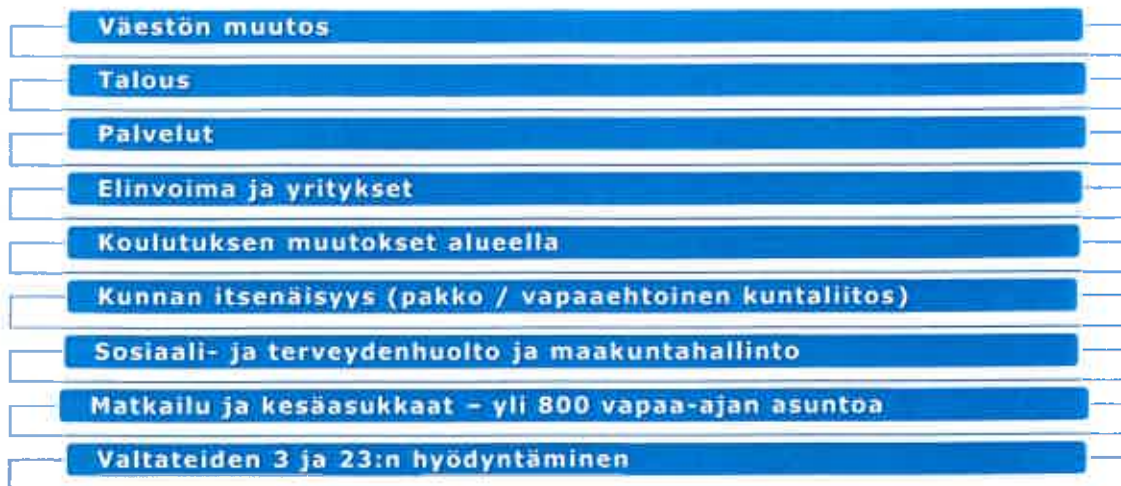 Väestön muutos
Talous
Palvelut
Elinvoima ja yritykset
Koulutuksen muutokset alueella
Kunnan itsenäisyys (pakko / vapaaehtoinen kuntaliitos)
Sosiaali- ja terveydenhuolto ja maakuntahallinto
Matkailu ja kesäasukkaat – yli 800 vapaa-ajan asuntoa
Valtateiden 3 ja 23:n hyödyntäminen